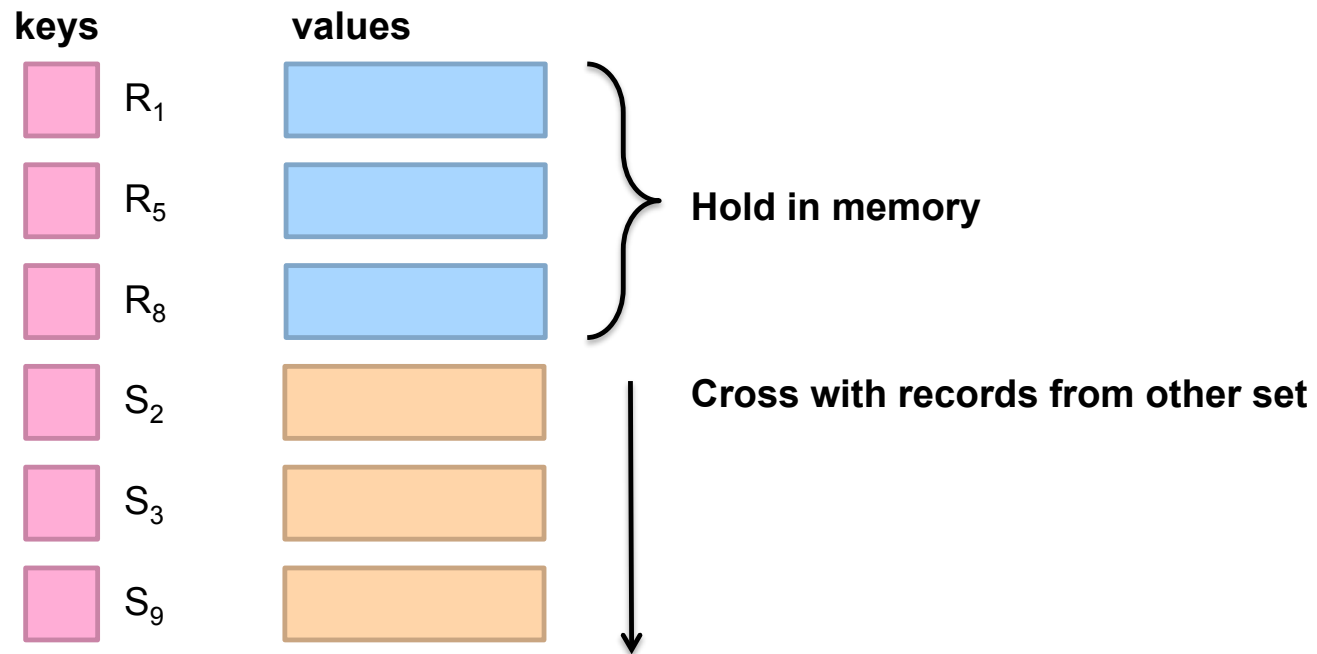 keys values
R₁
R₅
Hold in memory
R₈
S₂
Cross with records from other set
S₃
S₉